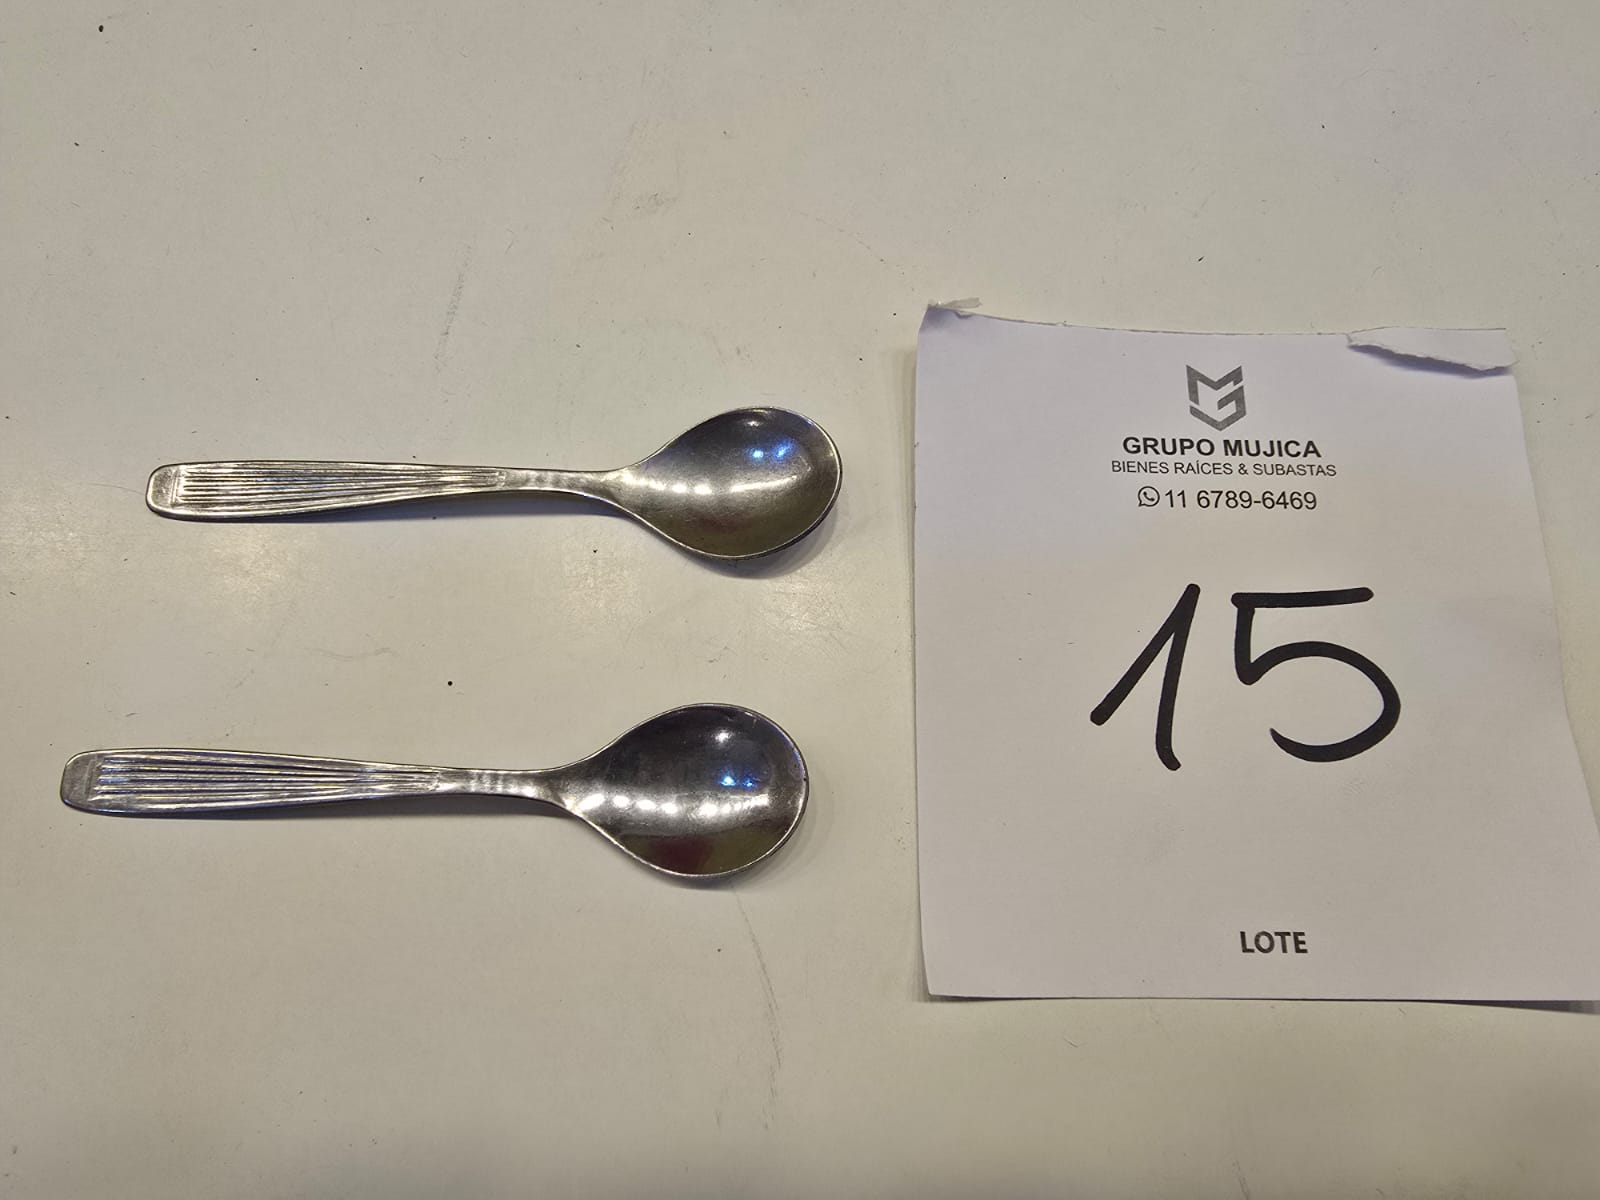 GRUPO MUJICA
BIENES RAÍCES & SUBASTAS
11 6789-6469
15
LOTE